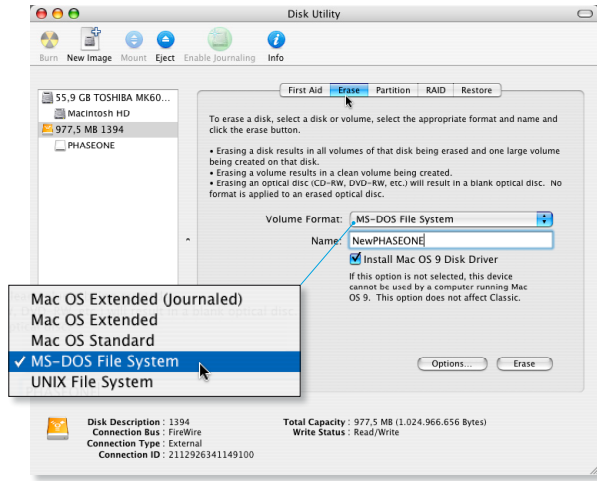 Disk Utility
Burn New Image Mount Eject Enable Journaling Info
55,9 GB TOSHIBA MK60...
Macintosh HD
977,5 MB 1394
PHASEONE
First Aid Erase Partition RAID Restore
To erase a disk, select a disk or volume, select the appropriate format and name and
click the erase button.
• Erasing a disk results in all volumes of that disk being erased and one large volume
being created on that disk.
• Erasing a volume results in a clean volume being created.
• Erasing an optical disc (CD-RW, DVD-RW, etc.) will result in a blank optical disc. No
format is applied to an erased optical disc.
Volume Format: MS-DOS File System
Name: NewPHASEONE
Install Mac OS 9 Disk Driver
If this option is not selected, this device
cannot be used by a computer running Mac
OS 9. This option does not affect Classic.
Mac OS Extended (Journaled)
Mac OS Extended
Mac OS Standard
✓ MS-DOS File System
UNIX File System
Options... Erase
Disk Description : 1394
Connection Bus : FireWire
Connection Type : External
Connection ID : 2112926341149100
Total Capacity : 977,5 MB (1.024.966.656 Bytes)
Write Status : Read/Write